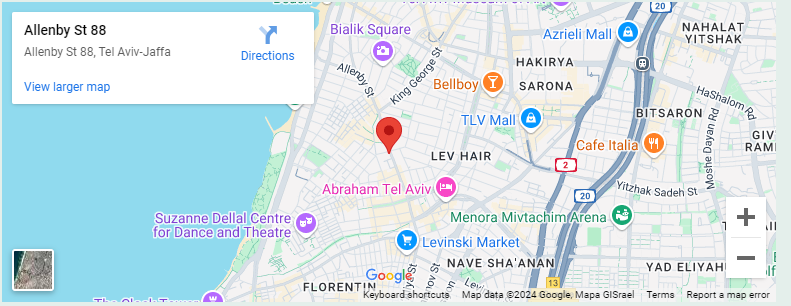 Allenby St 88
Allenby St 88, Tel Aviv-Jaffa
Directions
View larger map
Bialik Square
Azrieli Mall
NAHALAT
YITSHAK
Allenby St
King George St
HAKIRYA
SARONA
Bellboy
HaShalom Rd
TLV Mall
BITSARON
Moshe Dayan Rd
Cafe Italia
GIV
RAM
LEV HAIR
2
20
Yitzhak Sadeh St
Abraham Tel Aviv
20
Suzanne Dellal Centre
for Dance and Theatre
Menora Mivtachim Arena
Levinski Market
NAVE SHA'ANAN
YAD ELIYAHU
FLORENTIN
Google
13
Keyboard shortcuts
Map data ©2024 Google, Mapa GISrael
Terms
Report a map error